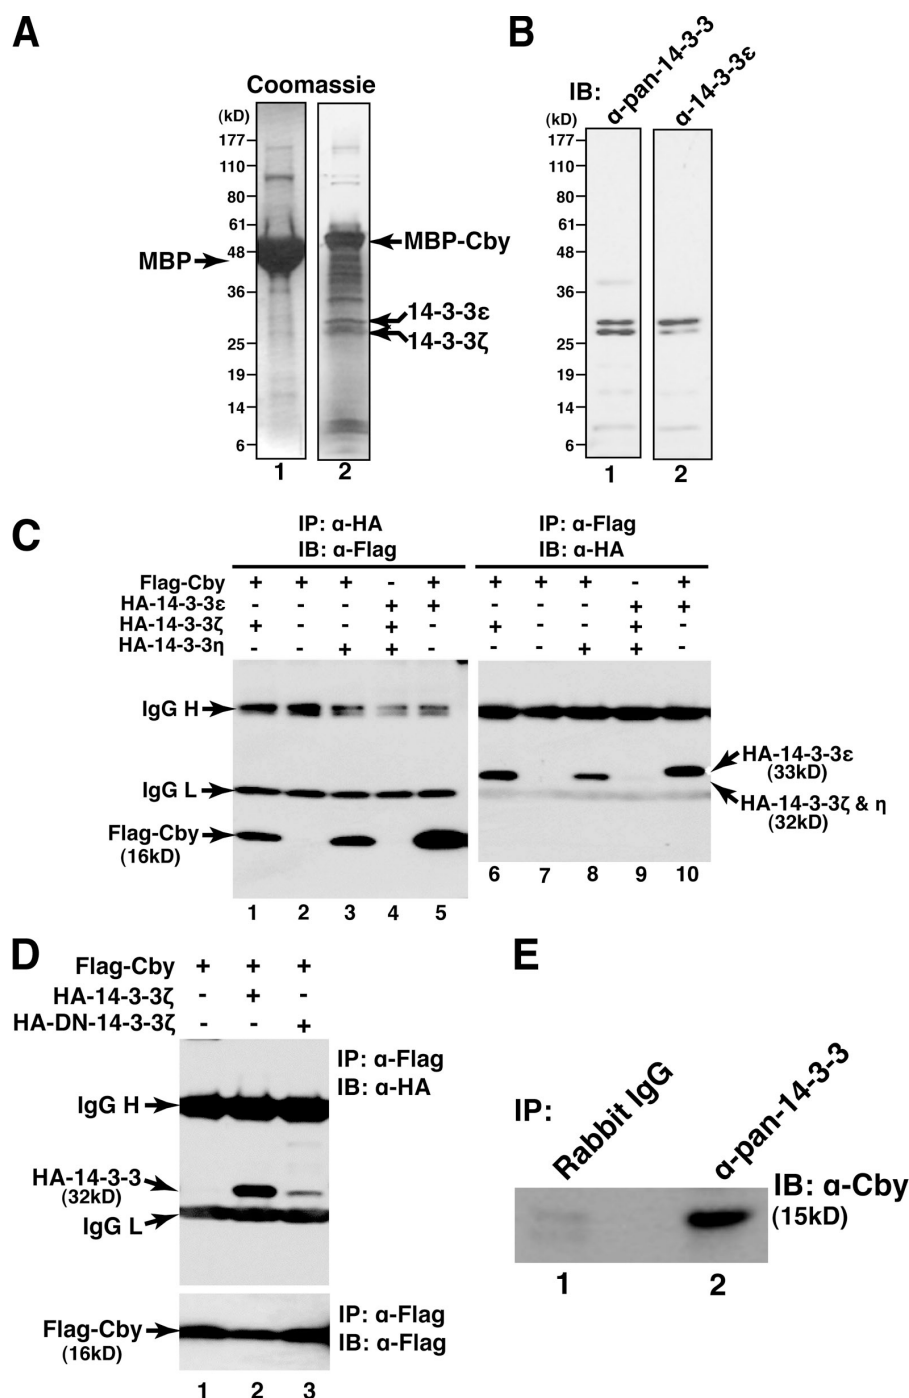 A
Coomassie
(kD)
177
110
80
61
48
36
25
19
14
6
MBP
MBP-Cby
14-3-3ε
14-3-3ζ
1 2
B
IB: α-pan-14-3-3 α-14-3-3ε
(kD)
177
110
80
61
48
36
25
19
14
6
1 2
C
IP: α-HA
IB: α-Flag
IP: α-Flag
IB: α-HA
Flag-Cby + + + - + + + + - +
HA-14-3-3ε - - - + + - - - + +
HA-14-3-3ζ + - - + - + - - + -
HA-14-3-3η - - + + - - - + + -
IgG H
IgG L
Flag-Cby
(16kD)
HA-14-3-3ε
(33kD)
HA-14-3-3ζ & η
(32kD)
1 2 3 4 5
6 7 8 9 10
D
Flag-Cby + + +
HA-14-3-3ζ - + -
HA-DN-14-3-3ζ - - +
IP: α-Flag
IB: α-HA
IgG H
HA-14-3-3
(32kD)
IgG L
Flag-Cby
(16kD)
IP: α-Flag
IB: α-Flag
1 2 3
E
IP: Rabbit IgG α-pan-14-3-3
IB: α-Cby
(15kD)
1 2